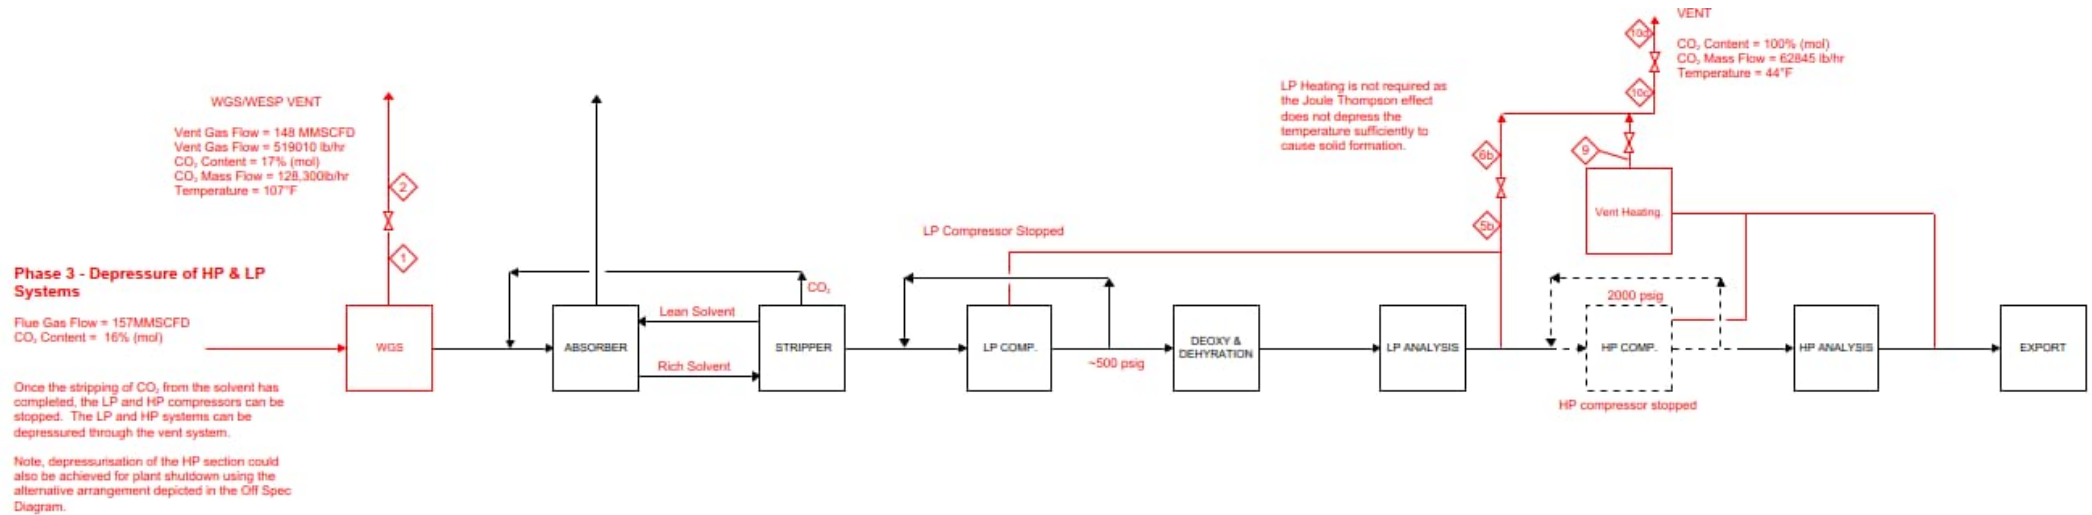 VENT
CO₂ Content = 100% (mol)
CO₂ Mass Flow = 62845 lb/hr
Temperature = 44°F
10d
10c
LP Heating is not required as
the Joule Thompson effect
does not depress the
temperature sufficiently to
cause solid formation.
WGS/WESP VENT
Vent Gas Flow = 148 MMSCFD
Vent Gas Flow = 519010 lb/hr
CO₂ Content = 17% (mol)
CO₂ Mass Flow = 128,300lb/hr
Temperature = 107°F
2
1
6b
9
5b
Vent Heating.
LP Compressor Stopped
Phase 3 - Depressure of HP & LP
Systems
Flue Gas Flow = 157MMSCFD
CO₂ Content = 16% (mol)
WGS
ABSORBER
Lean Solvent
Rich Solvent
CO₂
STRIPPER
LP COMP.
~500 psig
DEOXY &
DEHYRATION
LP ANALYSIS
2000 psig
HP COMP.
HP compressor stopped
HP ANALYSIS
EXPORT
Once the stripping of CO₂ from the solvent has
completed, the LP and HP compressors can be
stopped. The LP and HP systems can be
depressured through the vent system.
Note, depressurisation of the HP section could
also be achieved for plant shutdown using the
alternative arrangement depicted in the Off Spec
Diagram.